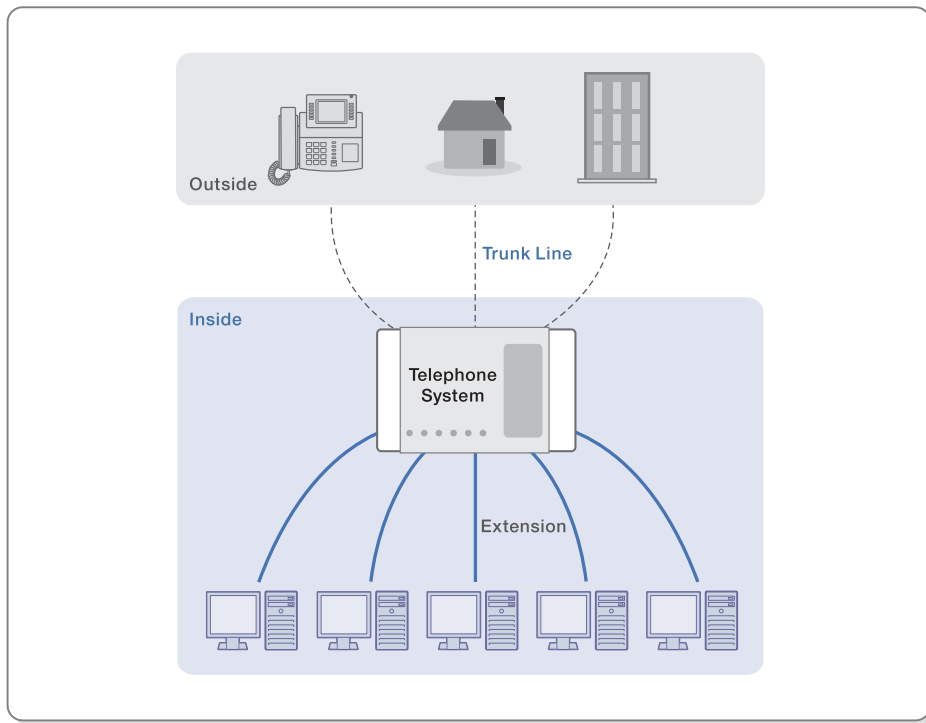 Outside
Trunk Line
Inside
Telephone
System
Extension